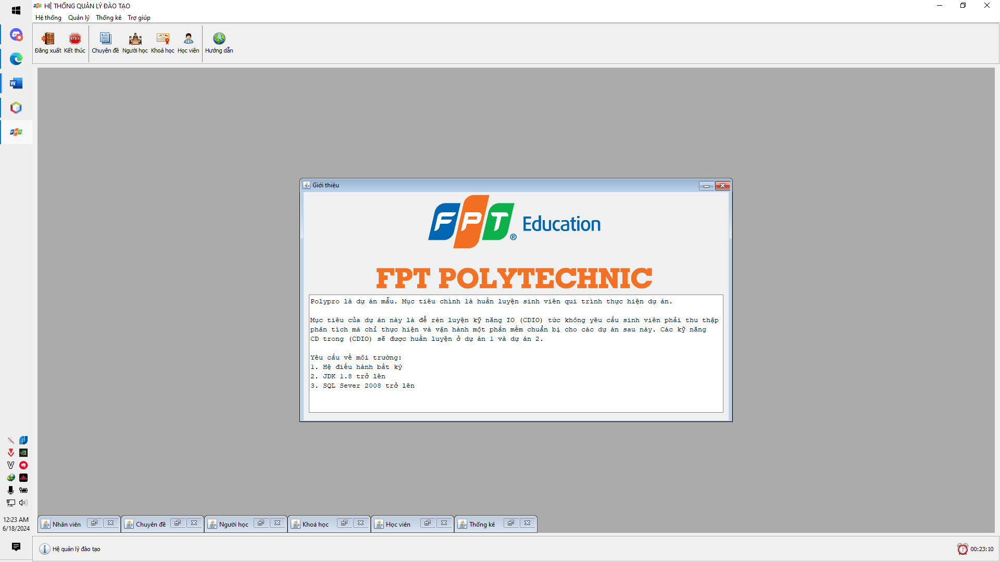 HỆ THỐNG QUẢN LÝ ĐÀO TẠO
Hệ thống Quản lý Thống kê Trợ giúp
STOP
Đăng xuất Kết thúc Chuyên đề Người học Khoá học Học viên Hướng dẫn
W
FPT
Giới thiệu
FPT® Education
FPT POLYTECHNIC
Polypro là dự án mẫu. Mục tiêu chính là huấn luyện sinh viên qui trình thực hiện dự án.
Mục tiêu của dự án này là để rèn luyện kỹ năng IO (CDIO) tức không yêu cầu sinh viên phải thu thập
phân tích mà chỉ thực hiện và vận hành một phần mềm chuẩn bị cho các dự án sau này. Các kỹ năng
CD trong (CDIO) sẽ được huấn luyện ở dự án 1 và dự án 2.
Yêu cầu về môi trường:
1. Hệ điều hành bất kỳ
2. JDK 1.8 trở lên
3. SQL Sever 2008 trở lên
12:23 AM
6/18/2024
Nhân viên Chuyên đề Người học Khoá học Học viên Thống kê
Hệ quản lý đào tạo
00:23:10